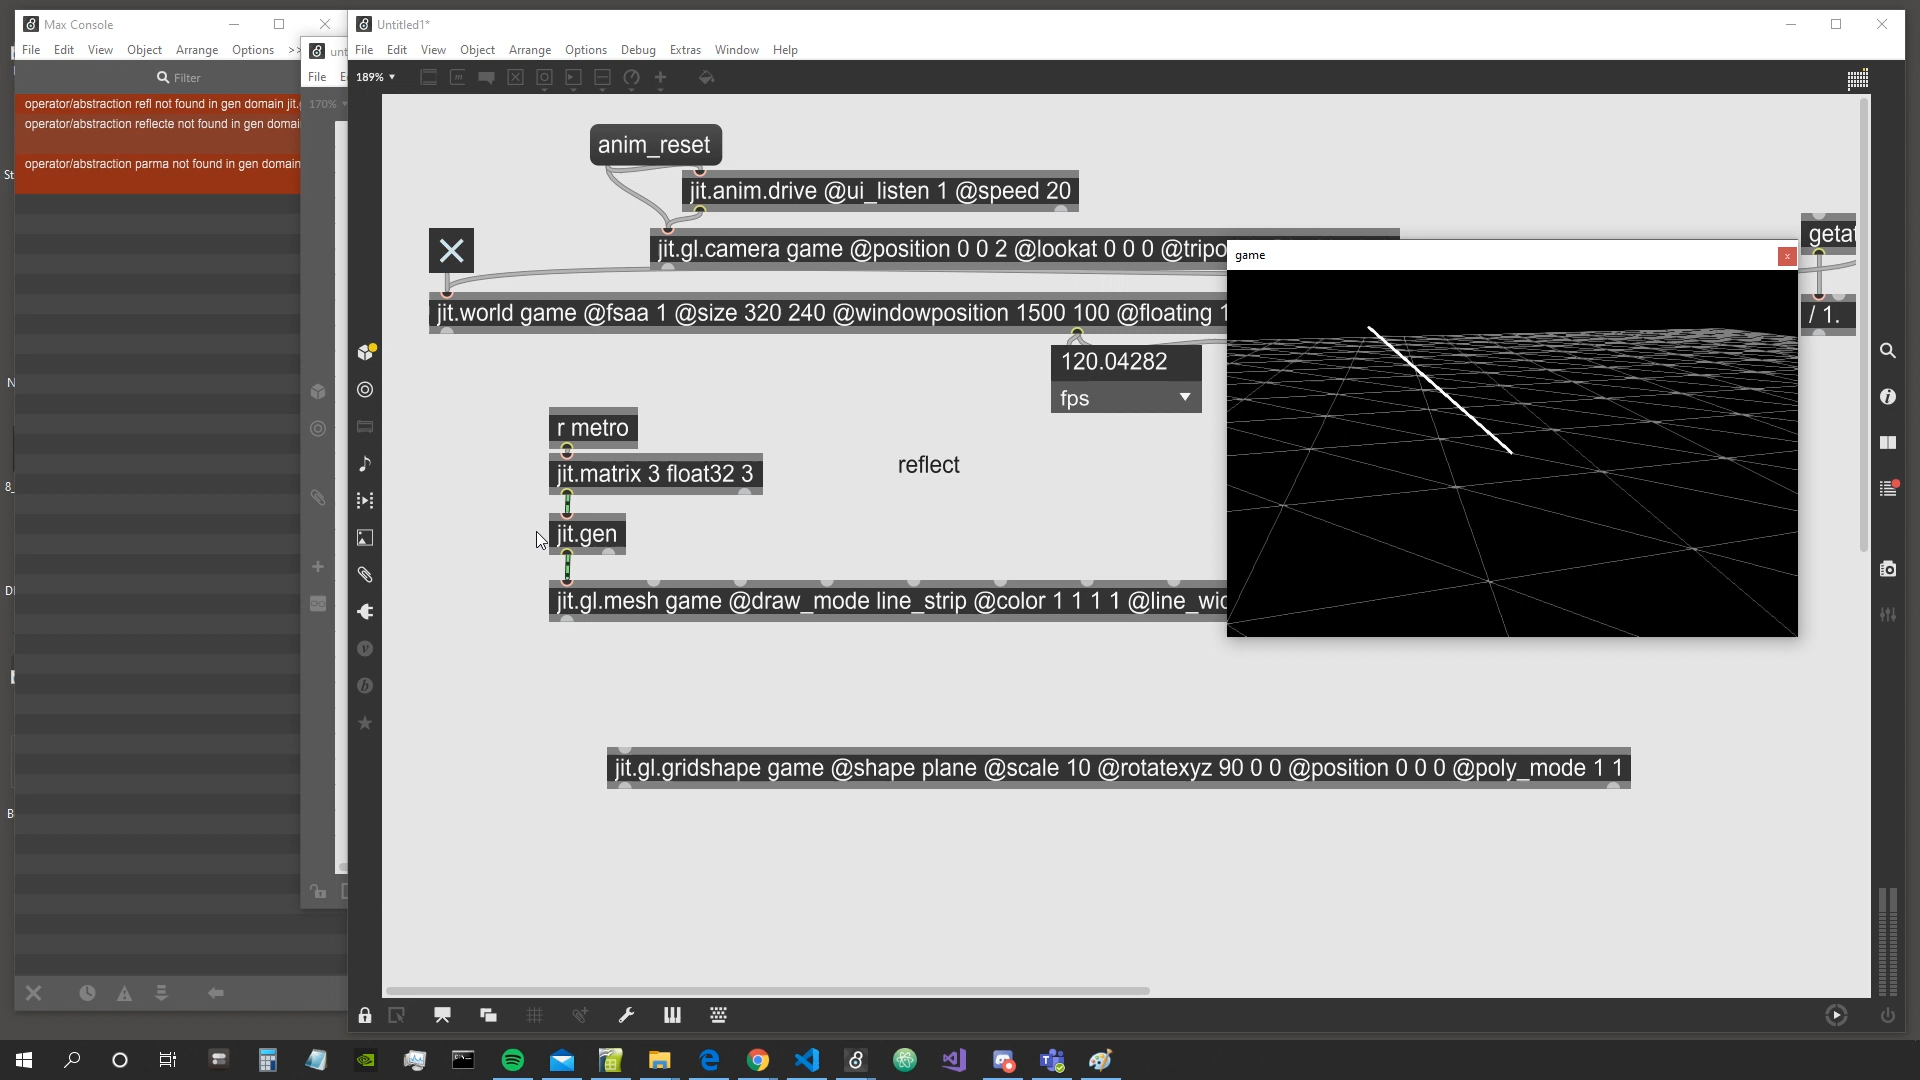 Max Console
File Edit View Object Arrange Options >>
Filter
operator/abstraction refl not found in gen domain jit.
operator/abstraction reflecte not found in gen domai
operator/abstraction parma not found in gen domain
unt
File E
170%
Untitled1*
File Edit View Object Arrange Options Debug Extras Window Help
189%
anim_reset
jit.anim.drive @ui_listen 1 @speed 20
jit.gl.camera game @position 0 0 2 @lookat 0 0 0 @tripo
getat
game
jit.world game @fsaa 1 @size 320 240 @windowposition 1500 100 @floating 1
/ 1.
120.04282
fps
r metro
jit.matrix 3 float32 3
reflect
jit.gen
jit.gl.mesh game @draw_mode line_strip @color 1 1 1 1 @line_wid
jit.gl.gridshape game @shape plane @scale 10 @rotatexyz 90 0 0 @position 0 0 0 @poly_mode 1 1
St
N
8_
DI
B